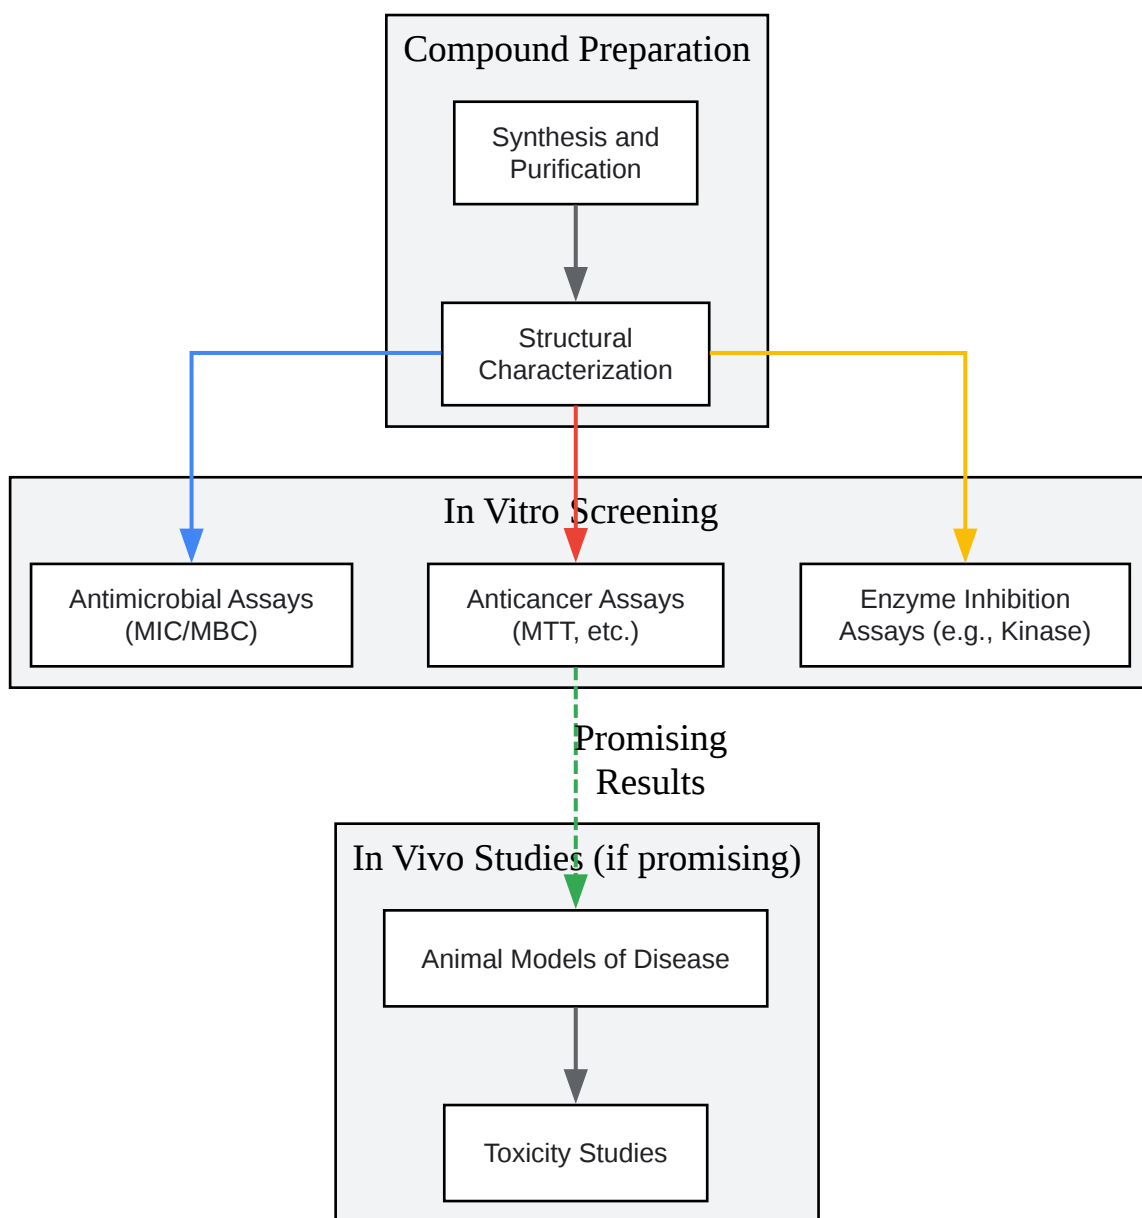 Compound Preparation
Synthesis and
Purification
Structural
Characterization
In Vitro Screening
Antimicrobial Assays
(MIC/MBC)
Anticancer Assays
(MTT, etc.)
Enzyme Inhibition
Assays (e.g., Kinase)
Promising
Results
In Vivo Studies (if promising)
Animal Models of Disease
Toxicity Studies